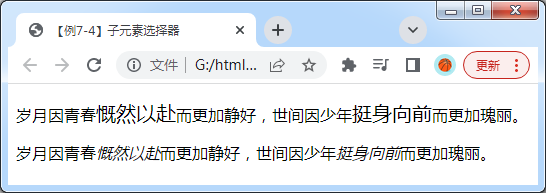 【例7-4】子元素选择器
文件 | G:/html...
更新
岁月因青春慨然以赴而更加静好，世间因少年挺身向前而更加瑰丽。
岁月因青春慨然以赴而更加静好，世间因少年挺身向前而更加瑰丽。